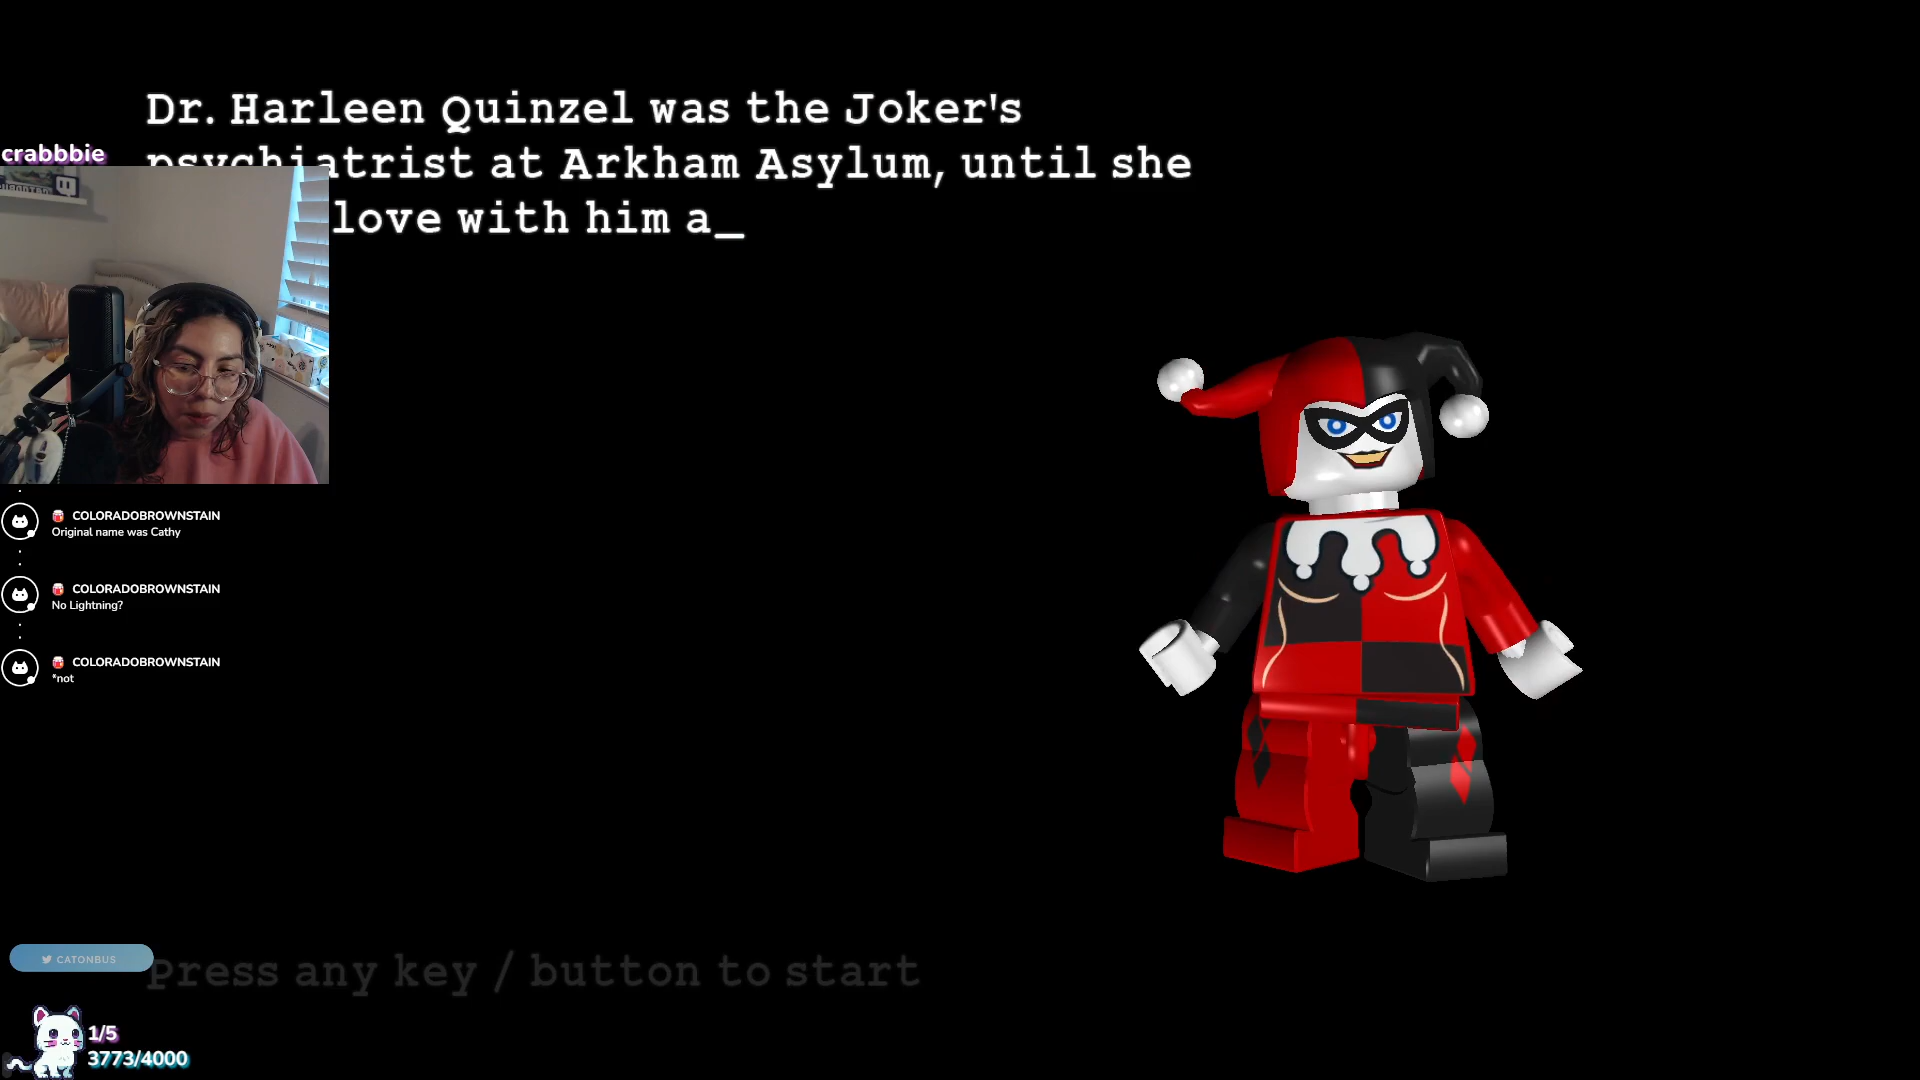 Dr. Harleen Quinzel was the Joker's
psychiatrist at Arkham Asylum, until she
love with him a_
crabbbie
COLORADOBROWNSTAIN
Original name was Cathy
COLORADOBROWNSTAIN
No Lightning?
COLORADOBROWNSTAIN
*not
CATONBUS
Press any key / button to start
1/5
3773/4000